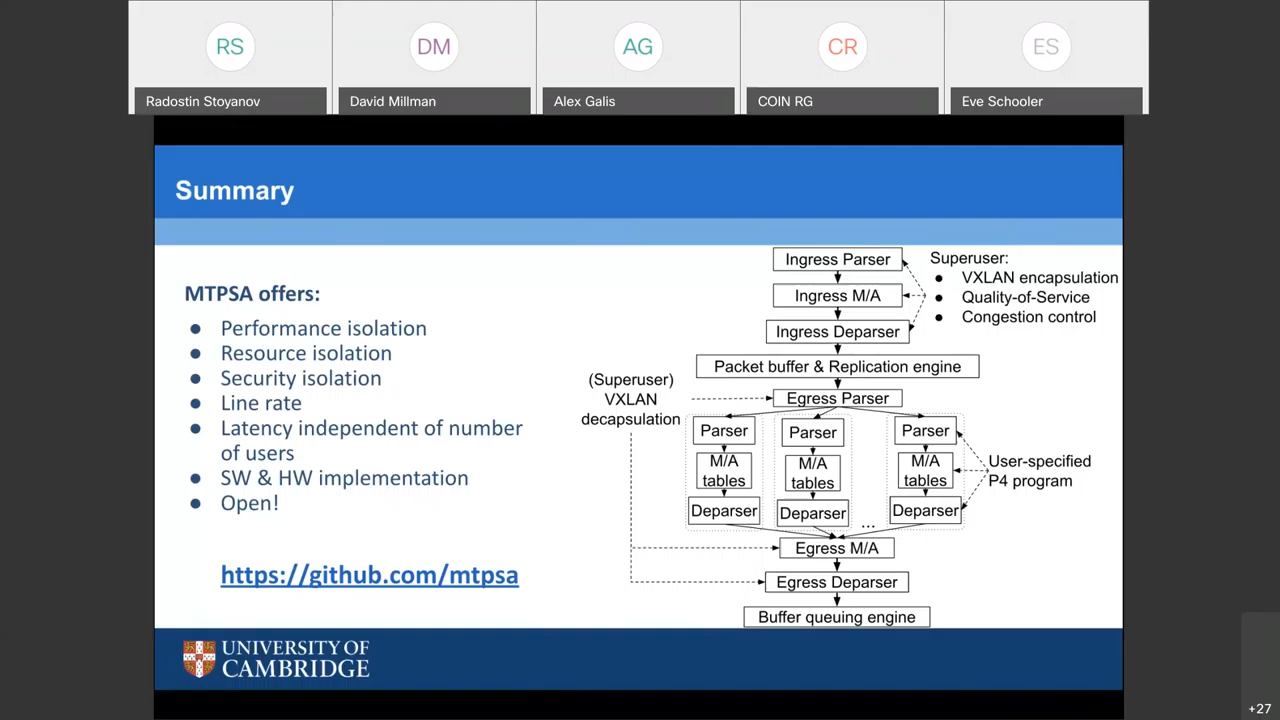 RS
DM
AG
CR
ES
Radostin Stoyanov
David Millman
Alex Galis
COIN RG
Eve Schooler
Summary
MTPSA offers:
● Performance isolation
● Resource isolation
● Security isolation
● Line rate
● Latency independent of number
of users
● SW & HW implementation
● Open!
https://github.com/mtpsa
Ingress Parser
Ingress M/A
Ingress Deparser
Superuser:
● VXLAN encapsulation
● Quality-of-Service
● Congestion control
Packet buffer & Replication engine
(Superuser)
VXLAN
decapsulation
Egress Parser
Parser
M/A
tables
Deparser
Parser
M/A
tables
Deparser
...
Parser
M/A
tables
Deparser
User-specified
P4 program
Egress M/A
Egress Deparser
Buffer queuing engine
UNIVERSITY OF
CAMBRIDGE
+27